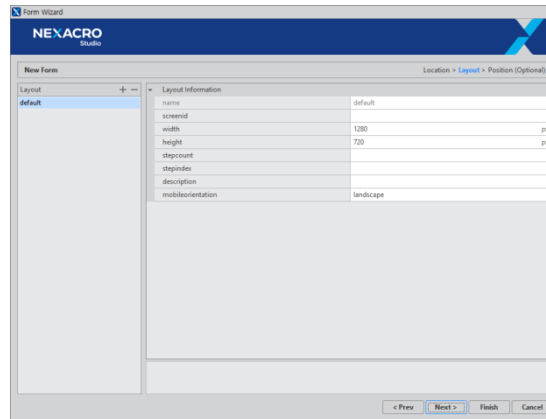 Form Wizard
NEXACRO
Studio
New Form
Location > Layout > Position (Optional)
Layout
default
Layout Information
name default
screenid
width 1280
height 720
stepcount
stepindex
description
mobileorientation landscape
< Prev Next > Finish Cancel